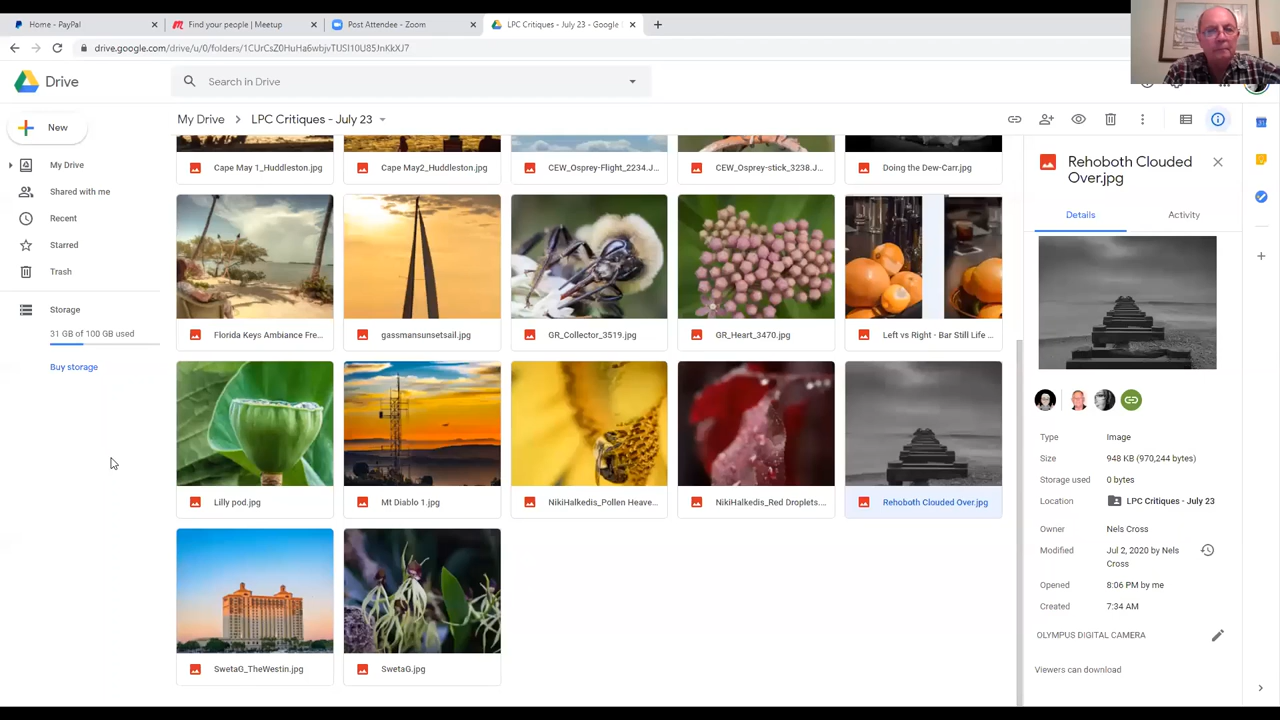 Home - PayPal
Find your people | Meetup
Post Attendee - Zoom
LPC Critiques - July 23 - Google
drive.google.com/drive/u/0/folders/1CUrCsZ0HuHa6wbjvTUSI10U85JnKkXJ7
Drive
Search in Drive
New
My Drive
LPC Critiques - July 23
My Drive
Shared with me
Recent
Starred
Trash
Storage
31 GB of 100 GB used
Buy storage
Cape May 1_Huddleston.jpg
Cape May2_Huddleston.jpg
CEW_Osprey-Flight_2234.J...
CEW_Osprey-stick_3238.J...
Doing the Dew-Carr.jpg
Florida Keys Ambiance Fre...
gassmansunsetsail.jpg
GR_Collector_3519.jpg
GR_Heart_3470.jpg
Left vs Right - Bar Still Life ...
Lilly pod.jpg
Mt Diablo 1.jpg
NikiHalkedis_Pollen Heave...
NikiHalkedis_Red Droplets....
Rehoboth Clouded Over.jpg
SwetaG_TheWestin.jpg
SwetaG.jpg
Rehoboth Clouded
Over.jpg
Details
Activity
Type
Image
Size
948 KB (970,244 bytes)
Storage used
0 bytes
Location
LPC Critiques - July 23
Owner
Nels Cross
Modified
Jul 2, 2020 by Nels
Cross
Opened
8:06 PM by me
Created
7:34 AM
OLYMPUS DIGITAL CAMERA
Viewers can download